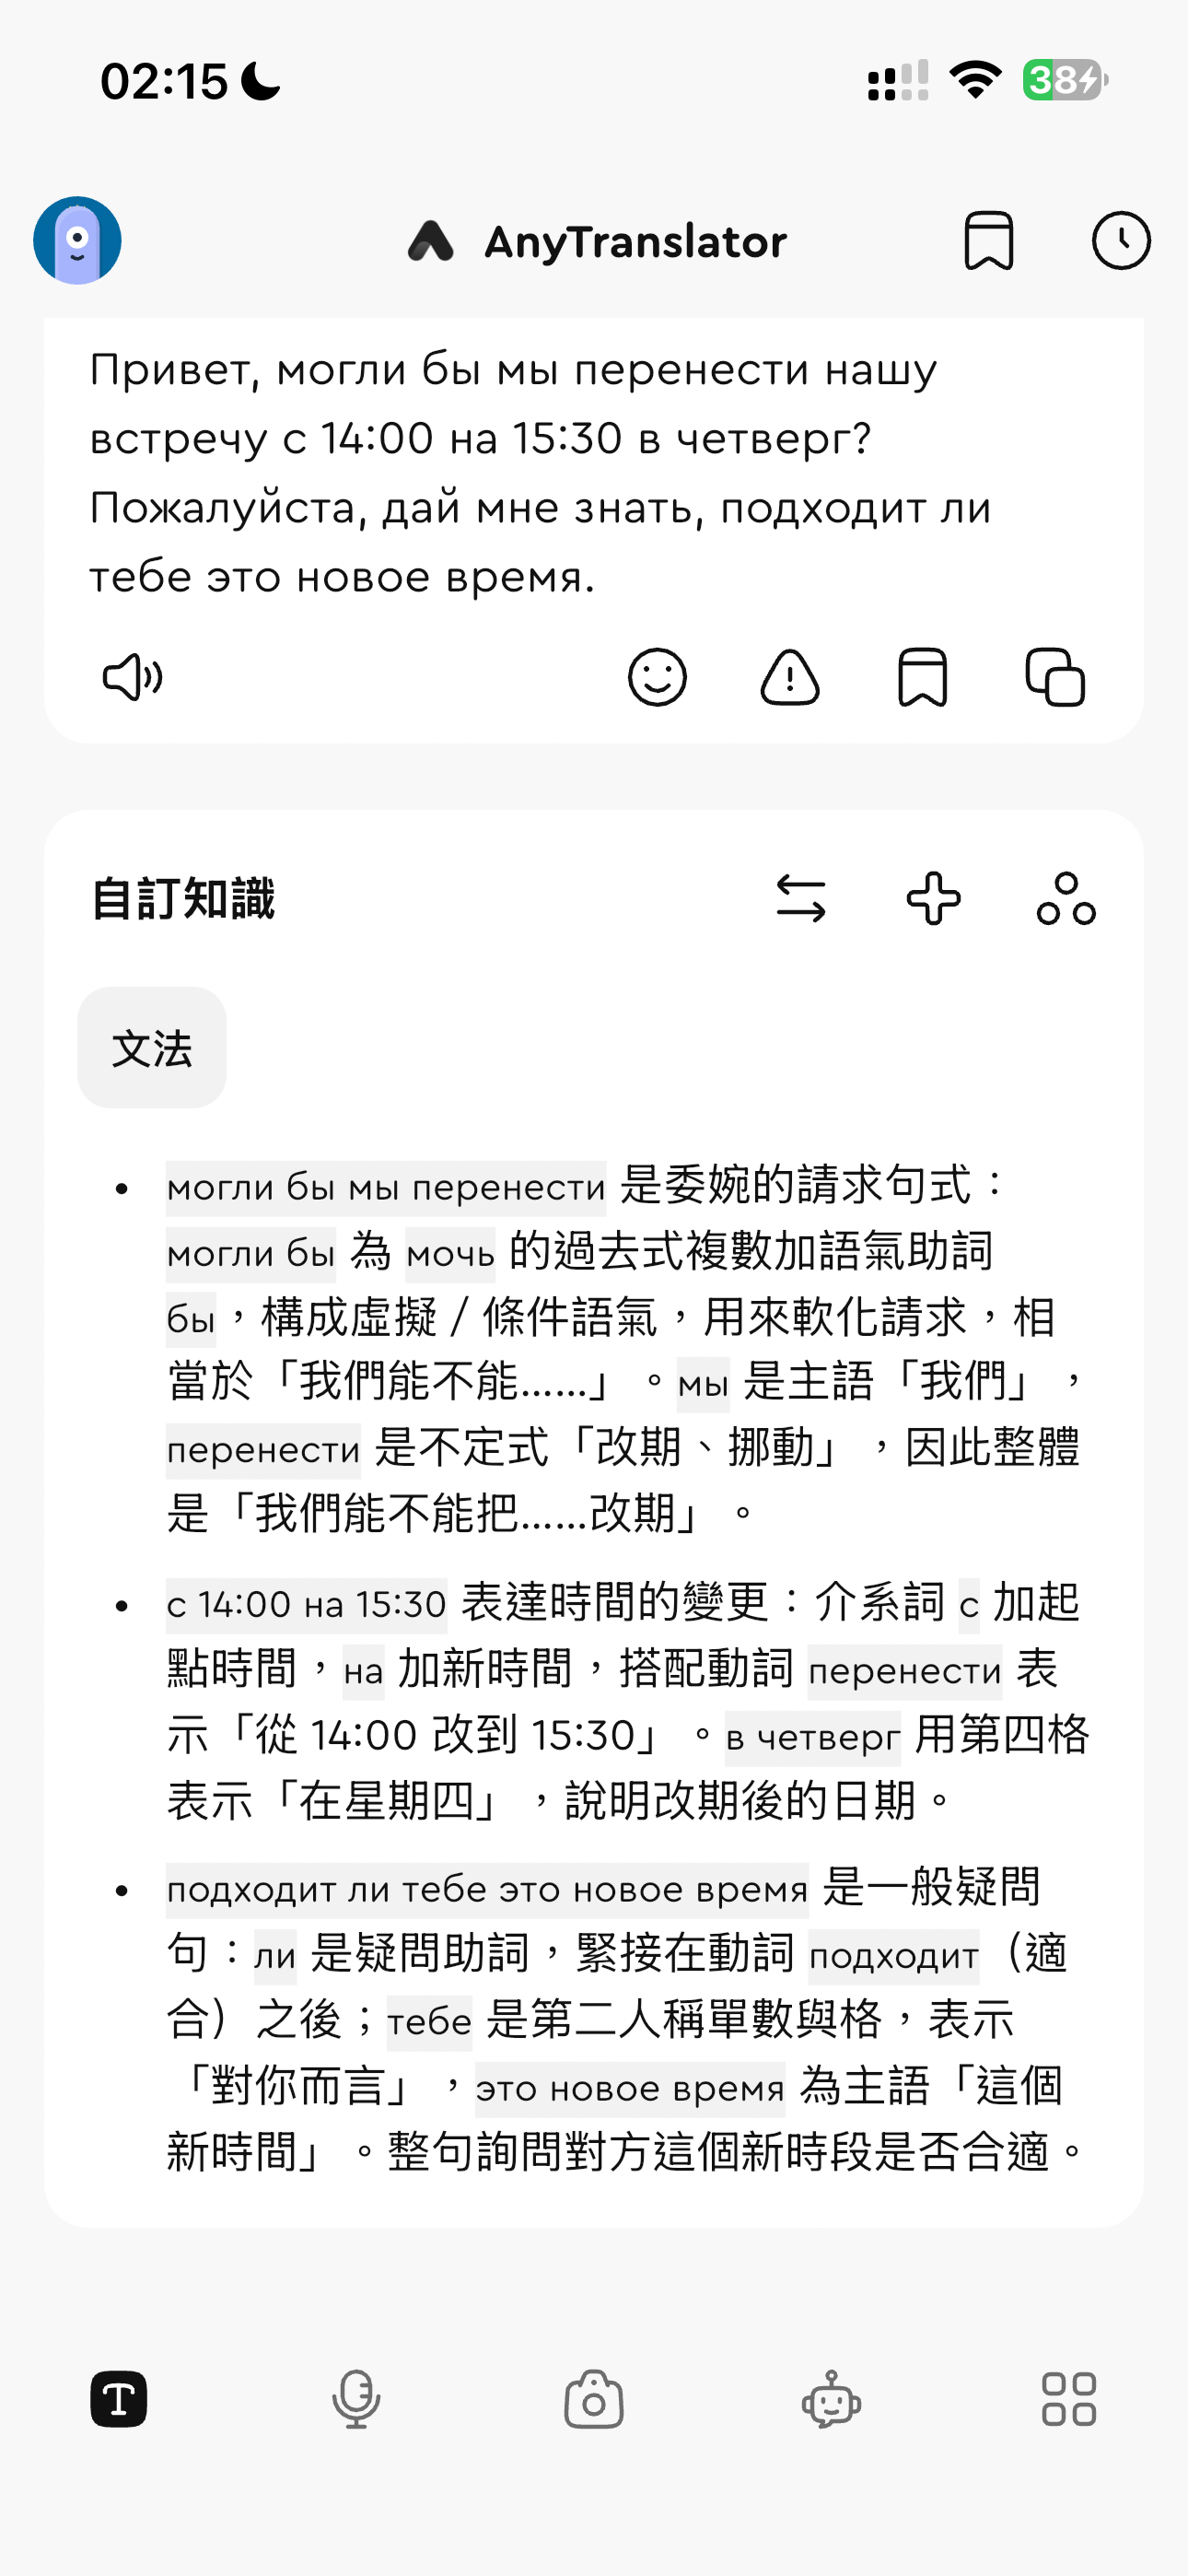 02:15
38
AnyTranslator
Привет, могли бы мы перенести нашу
встречу с 14:00 на 15:30 в четверг?
Пожалуйста, дай мне знать, подходит ли
тебе это новое время.
自訂知識
文法
• могли бы мы перенести 是委婉的請求句式：
могли бы 為 мочь 的過去式複數加語氣助詞
бы，構成虛擬 / 條件語氣，用來軟化請求，相
當於「我們能不能……」。мы 是主語「我們」，
перенести 是不定式「改期、挪動」，因此整體
是「我們能不能把……改期」。
• с 14:00 на 15:30 表達時間的變更：介系詞 с 加起
點時間，на 加新時間，搭配動詞 перенести 表
示「從 14:00 改到 15:30」。в четверг 用第四格
表示「在星期四」，說明改期後的日期。
• подходит ли тебе это новое время 是一般疑問
句：ли 是疑問助詞，緊接在動詞 подходит（適
合）之後；тебе 是第二人稱單數與格，表示
「對你而言」，это новое время 為主語「這個
新時間」。整句詢問對方這個新時段是否合適。
T